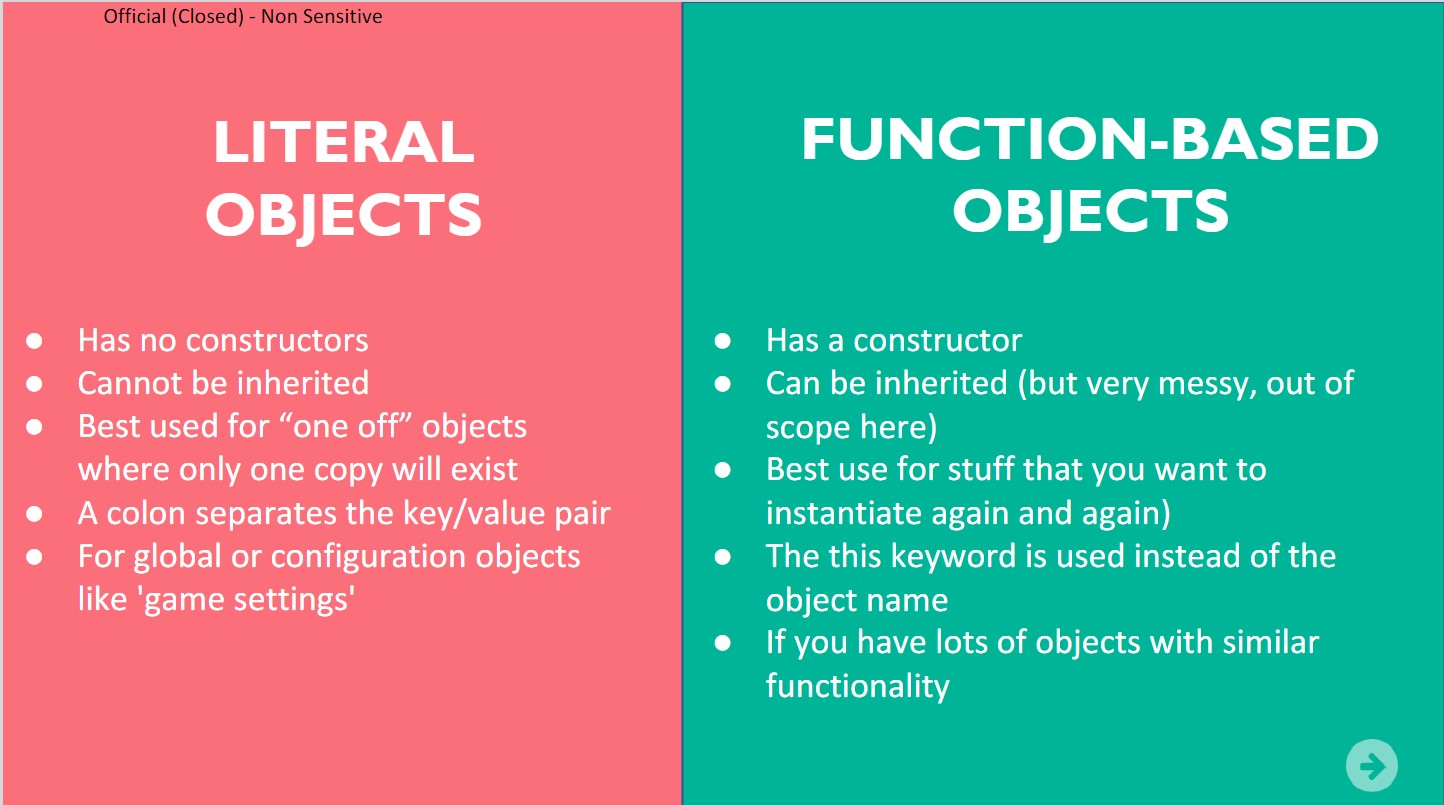 Official (Closed) - Non Sensitive
LITERAL
OBJECTS
● Has no constructors
● Cannot be inherited
● Best used for “one off” objects
where only one copy will exist
● A colon separates the key/value pair
● For global or configuration objects
like 'game settings'
FUNCTION-BASED
OBJECTS
● Has a constructor
● Can be inherited (but very messy, out of
scope here)
● Best use for stuff that you want to
instantiate again and again)
● The this keyword is used instead of the
object name
● If you have lots of objects with similar
functionality